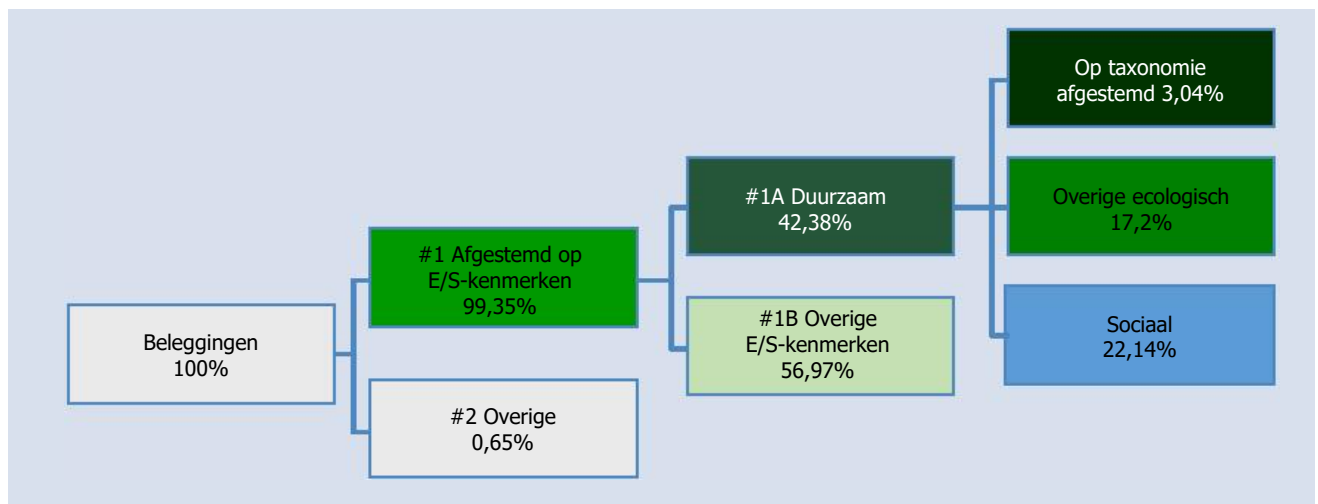 Beleggingen
100%
#1 Afgestemd op
E/S-kenmerken
99,35%
#2 Overige
0,65%
#1A Duurzaam
42,38%
#1B Overige
E/S-kenmerken
56,97%
Op taxonomie
afgestemd 3,04%
Overige ecologisch
17,2%
Sociaal
22,14%